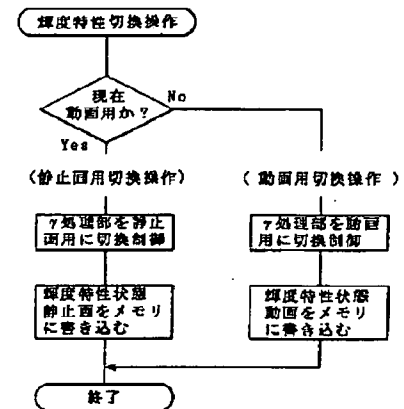 輝度特性切換操作
現在
動画用か?
No
Yes
(静止画用切換操作)
(動画用切換操作)
γ処理部を静止
画用に切換制御
γ処理部を動画
用に切換制御
輝度特性状態
静止画をメモリ
に書き込む
輝度特性状態
動画をメモリ
に書き込む
終了